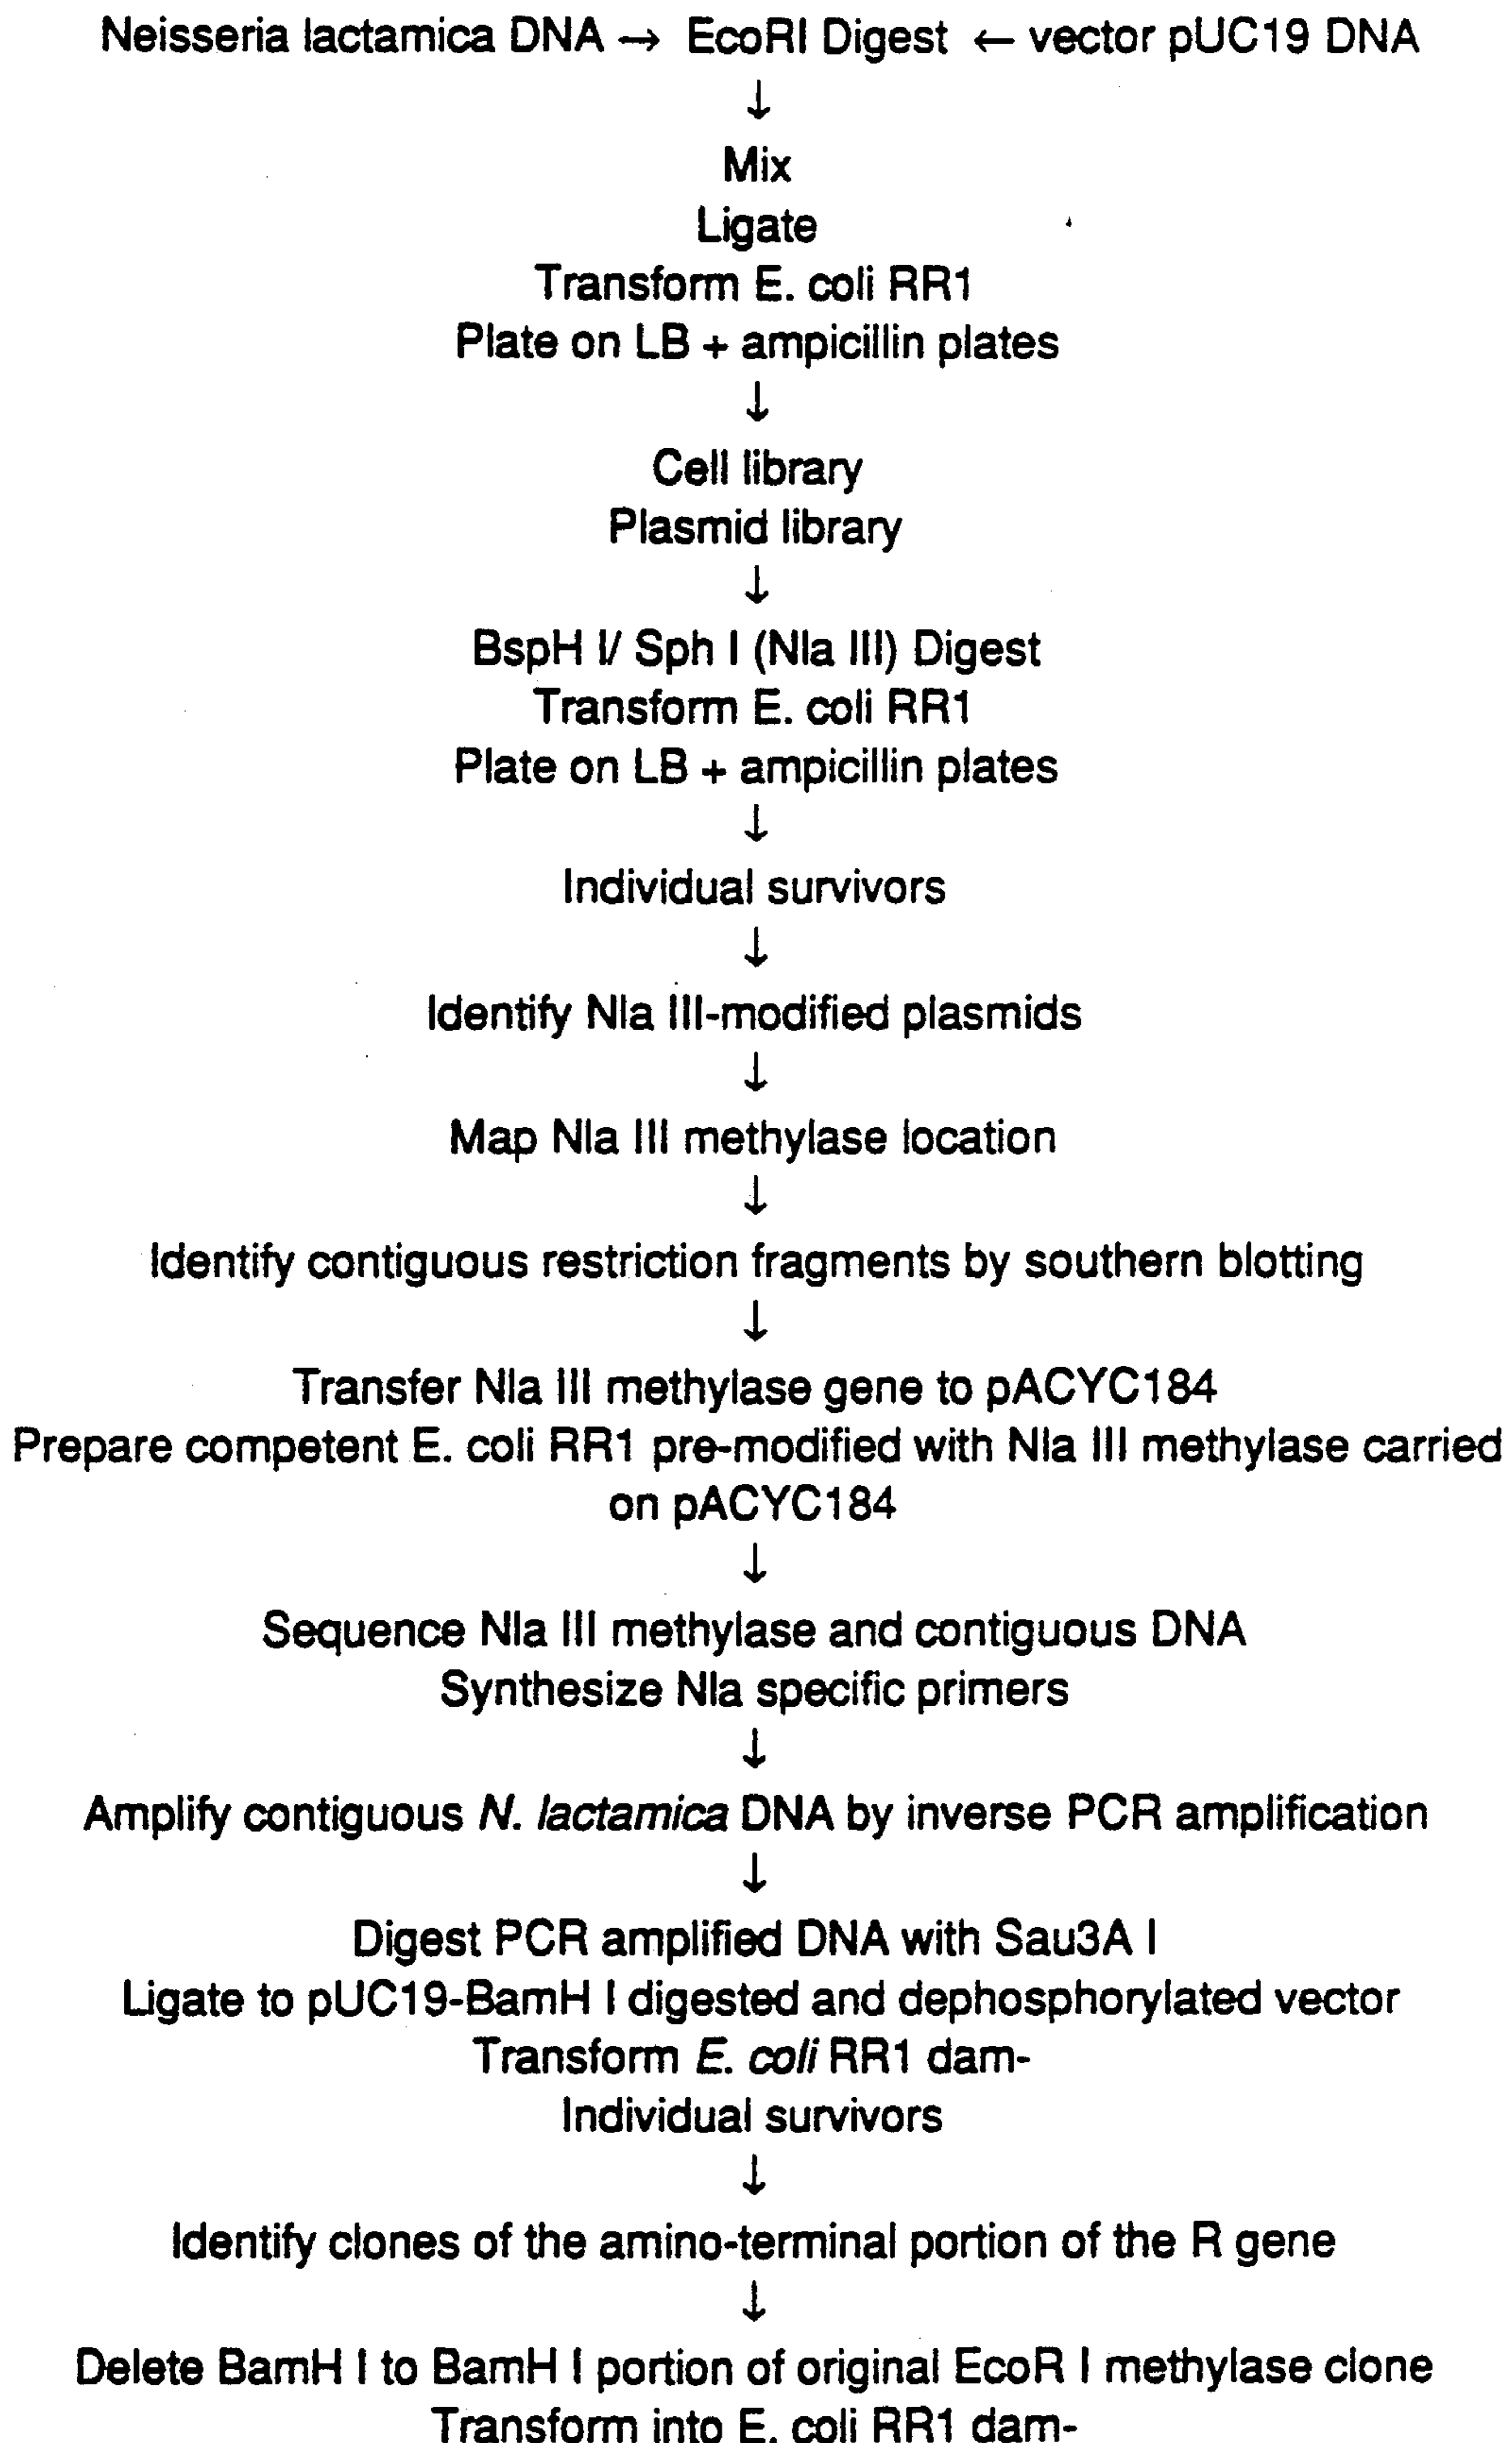 Neisseria lactamica DNA → EcoRI Digest ← vector pUC19 DNA
↓
Mix
Ligate
Transform E. coli RR1
Plate on LB + ampicillin plates
↓
Cell library
Plasmid library
↓
BspH I/ Sph I (Nla III) Digest
Transform E. coli RR1
Plate on LB + ampicillin plates
↓
Individual survivors
↓
Identify Nla III-modified plasmids
↓
Map Nla III methylase location
↓
Identify contiguous restriction fragments by southern blotting
↓
Transfer Nla III methylase gene to pACYC184
Prepare competent E. coli RR1 pre-modified with Nla III methylase carried
on pACYC184
↓
Sequence Nla III methylase and contiguous DNA
Synthesize Nla specific primers
↓
Amplify contiguous N. lactamica DNA by inverse PCR amplification
↓
Digest PCR amplified DNA with Sau3A I
Ligate to pUC19-BamH I digested and dephosphorylated vector
Transform E. coli RR1 dam-
Individual survivors
↓
Identify clones of the amino-terminal portion of the R gene
↓
Delete BamH I to BamH I portion of original EcoR I methylase clone
Transform into E. coli RR1 dam-